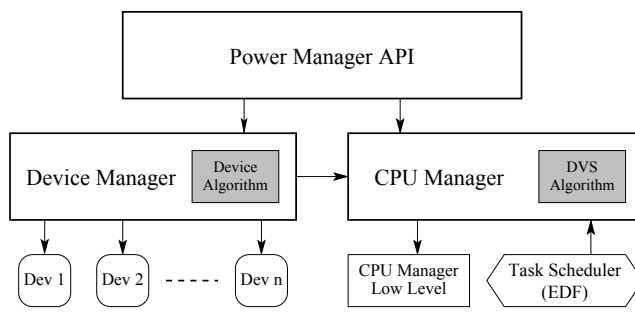 Power Manager API
Device Manager
Device
Algorithm
CPU Manager
DVS
Algorithm
Dev 1
Dev 2
Dev n
CPU Manager
Low Level
Task Scheduler
(EDF)